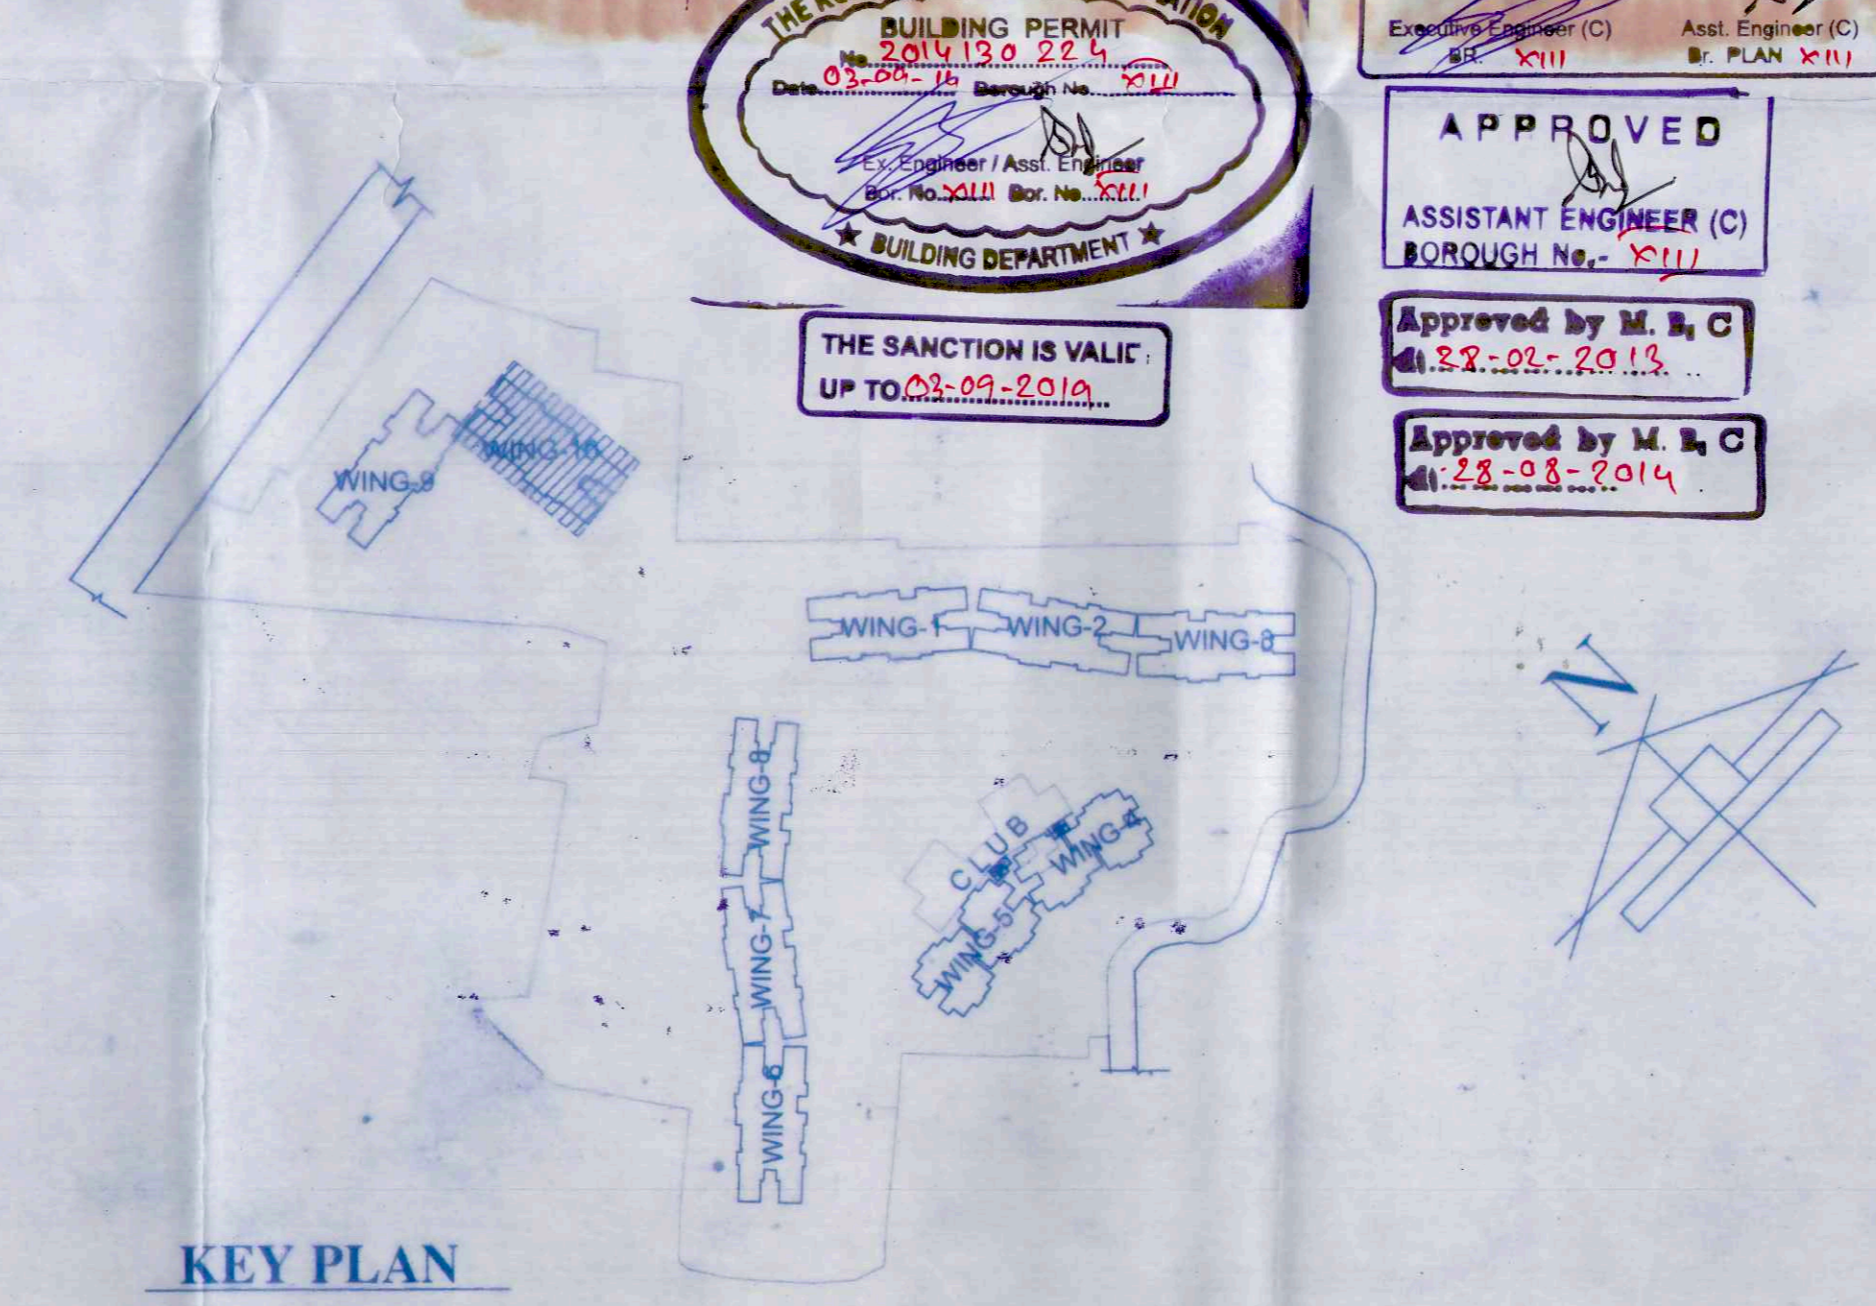 BUILDING PERMIT
No. 2014130 224
Date 03-09-14 Borough No. XIII
Ex. Engineer / Asst. Engineer
Bor. No. XIII Bor. No. XIII
★ BUILDING DEPARTMENT ★
Executive Engineer (C) Asst. Engineer (C)
BR. XIII Br. PLAN XIII
APPROVED
ASSISTANT ENGINEER (C)
BOROUGH No.- XIII
THE SANCTION IS VALID
UP TO 03-09-2019
Approved by M. B, C
28-02-2013
Approved by M. B, C
28-08-2014
WING-10
WING-9
WING-1 WING-2 WING-3
N
WING-8
CLUB
WING-4
WING-7
WING-5
WING-6
KEY PLAN